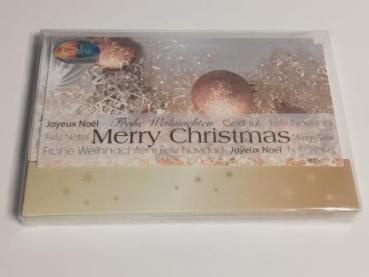 Joyeux Noël Frohe Weihnachten God Jul Feliz Navidad
Feliz Natal Merry Christmas
Frohe Weihnachten Feliz Navidad Joyeux Noël